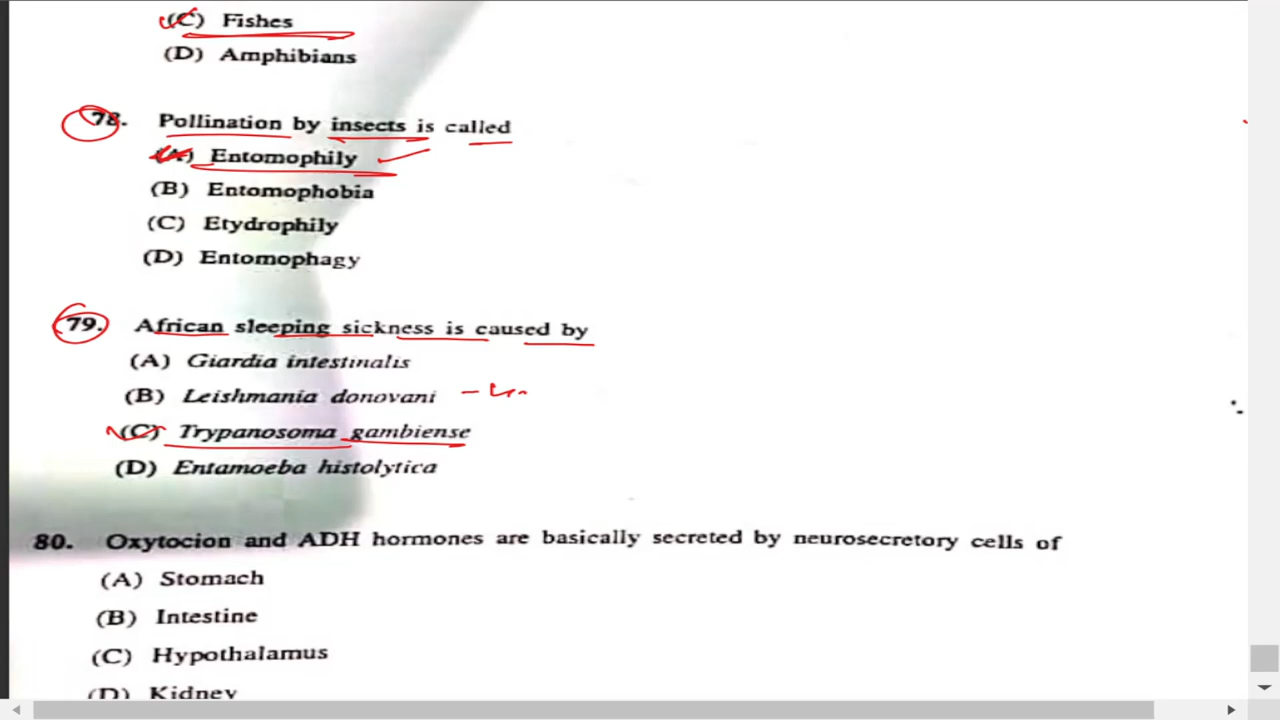 (C) Fishes
(D) Amphibians
78. Pollination by insects is called
(A) Entomophily
(B) Entomophobia
(C) Etydrophily
(D) Entomophagy
79. African sleeping sickness is caused by
(A) Giardia intestinalis
(B) Leishmania donovani
(C) Trypanosoma gambiense
(D) Entamoeba histolytica
80. Oxytocion and ADH hormones are basically secreted by neurosecretory cells of
(A) Stomach
(B) Intestine
(C) Hypothalamus
(D) Kidney